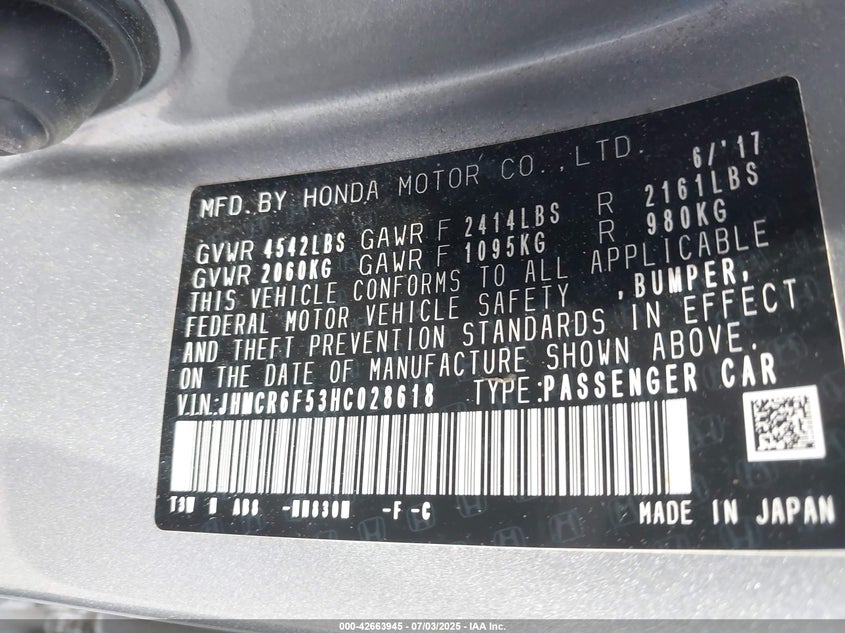 MFD. BY HONDA MOTOR CO., LTD. 6/'17
GVWR 4542LBS GAWR F 2414LBS R 2161LBS
GVWR 2060KG GAWR F 1095KG R 980KG
THIS VEHICLE CONFORMS TO ALL APPLICABLE
FEDERAL MOTOR VEHICLE SAFETY ,BUMPER,
AND THEFT PREVENTION STANDARDS IN EFFECT
ON THE DATE OF MANUFACTURE SHOWN ABOVE.
V.I.N:JHMCR6F53HC028618 TYPE:PASSENGER CAR
-F -C
MADE IN JAPAN
000-42663945 - 07/03/2025 - IAA Inc.